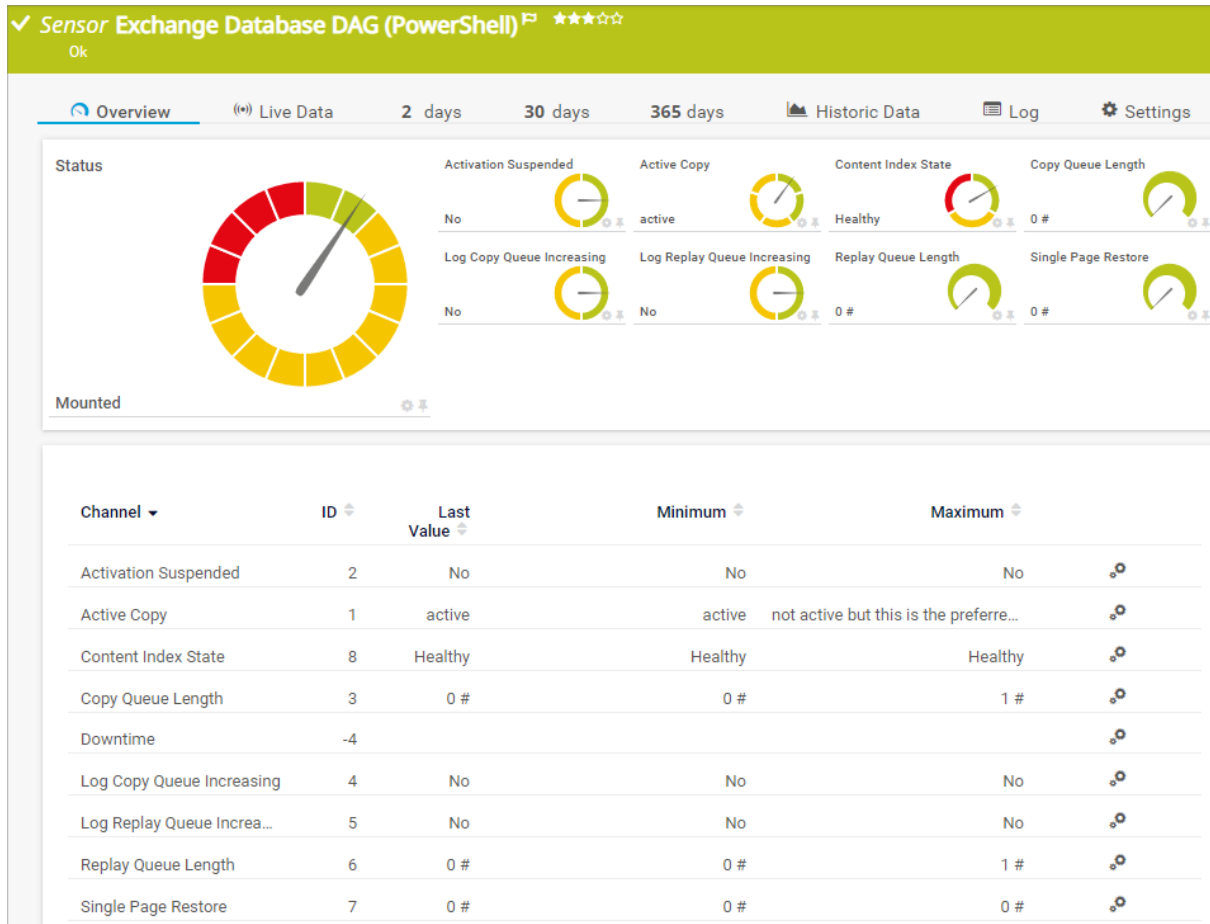 Sensor Exchange Database DAG (PowerShell)
Ok
Overview Live Data 2 days 30 days 365 days Historic Data Log Settings
Status
Mounted
Activation Suspended
No
Active Copy
active
Content Index State
Healthy
Copy Queue Length
0 #
Log Copy Queue Increasing
No
Log Replay Queue Increasing
No
Replay Queue Length
0 #
Single Page Restore
0 #
Channel ID Last Value Minimum Maximum
Activation Suspended 2 No No No
Active Copy 1 active active not active but this is the preferre...
Content Index State 8 Healthy Healthy Healthy
Copy Queue Length 3 0 # 0 # 1 #
Downtime -4
Log Copy Queue Increasing 4 No No No
Log Replay Queue Increa... 5 No No No
Replay Queue Length 6 0 # 0 # 1 #
Single Page Restore 7 0 # 0 # 0 #